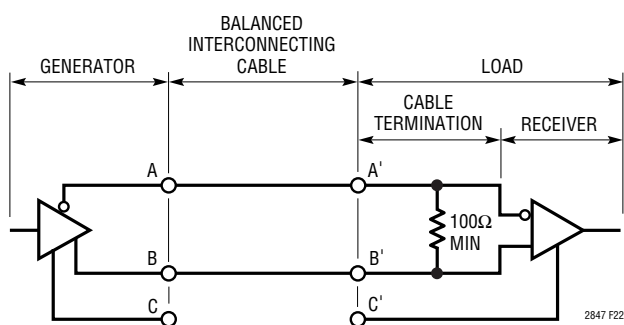 BALANCED
INTERCONNECTING
CABLE
GENERATOR
LOAD
CABLE
TERMINATION
RECEIVER
A
A'
100Ω
MIN
B
B'
C
C'
2847 F22